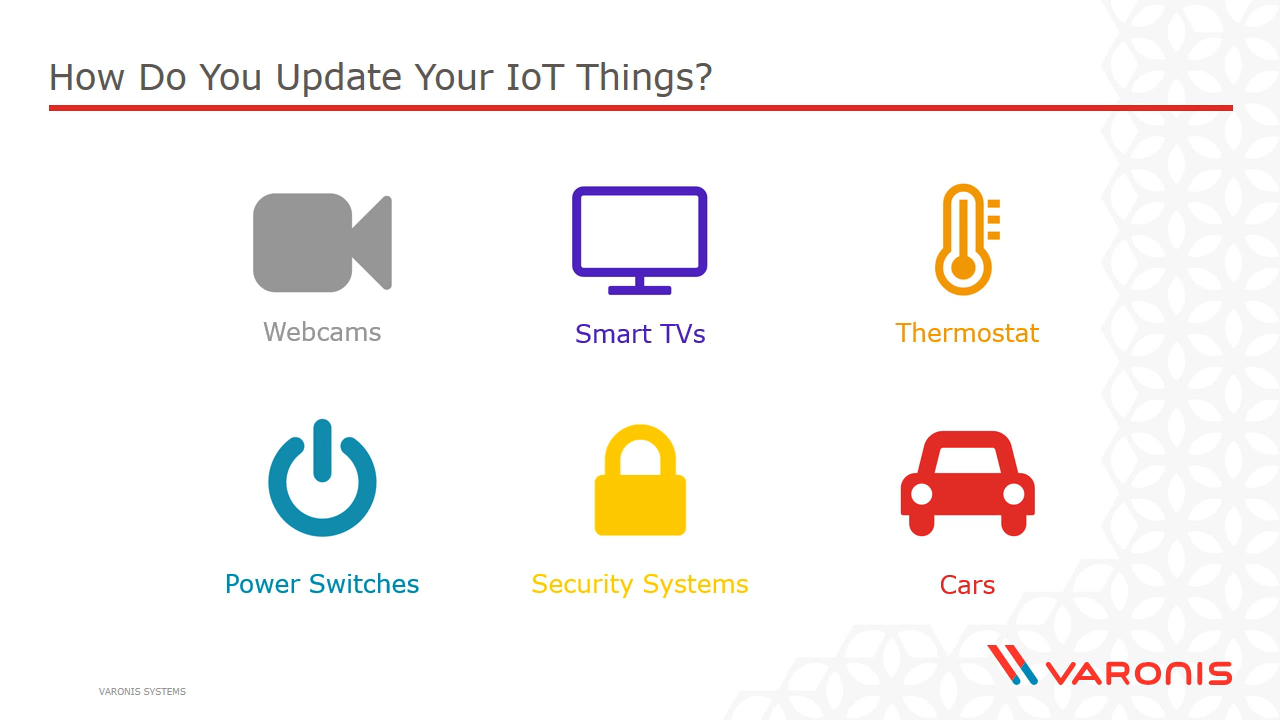 How Do You Update Your IoT Things?
Webcams
Smart TVs
Thermostat
Power Switches
Security Systems
Cars
VARONIS SYSTEMS
VARONIS